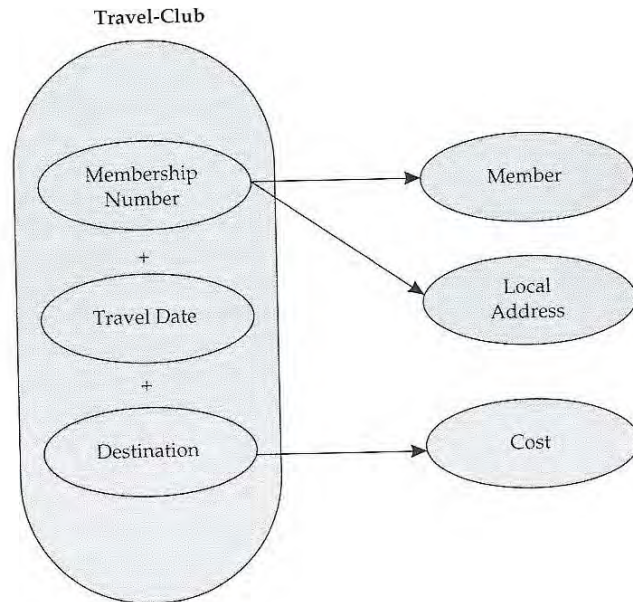 Travel-Club
Membership
Number
Member
+
Local
Address
Travel Date
+
Destination
Cost